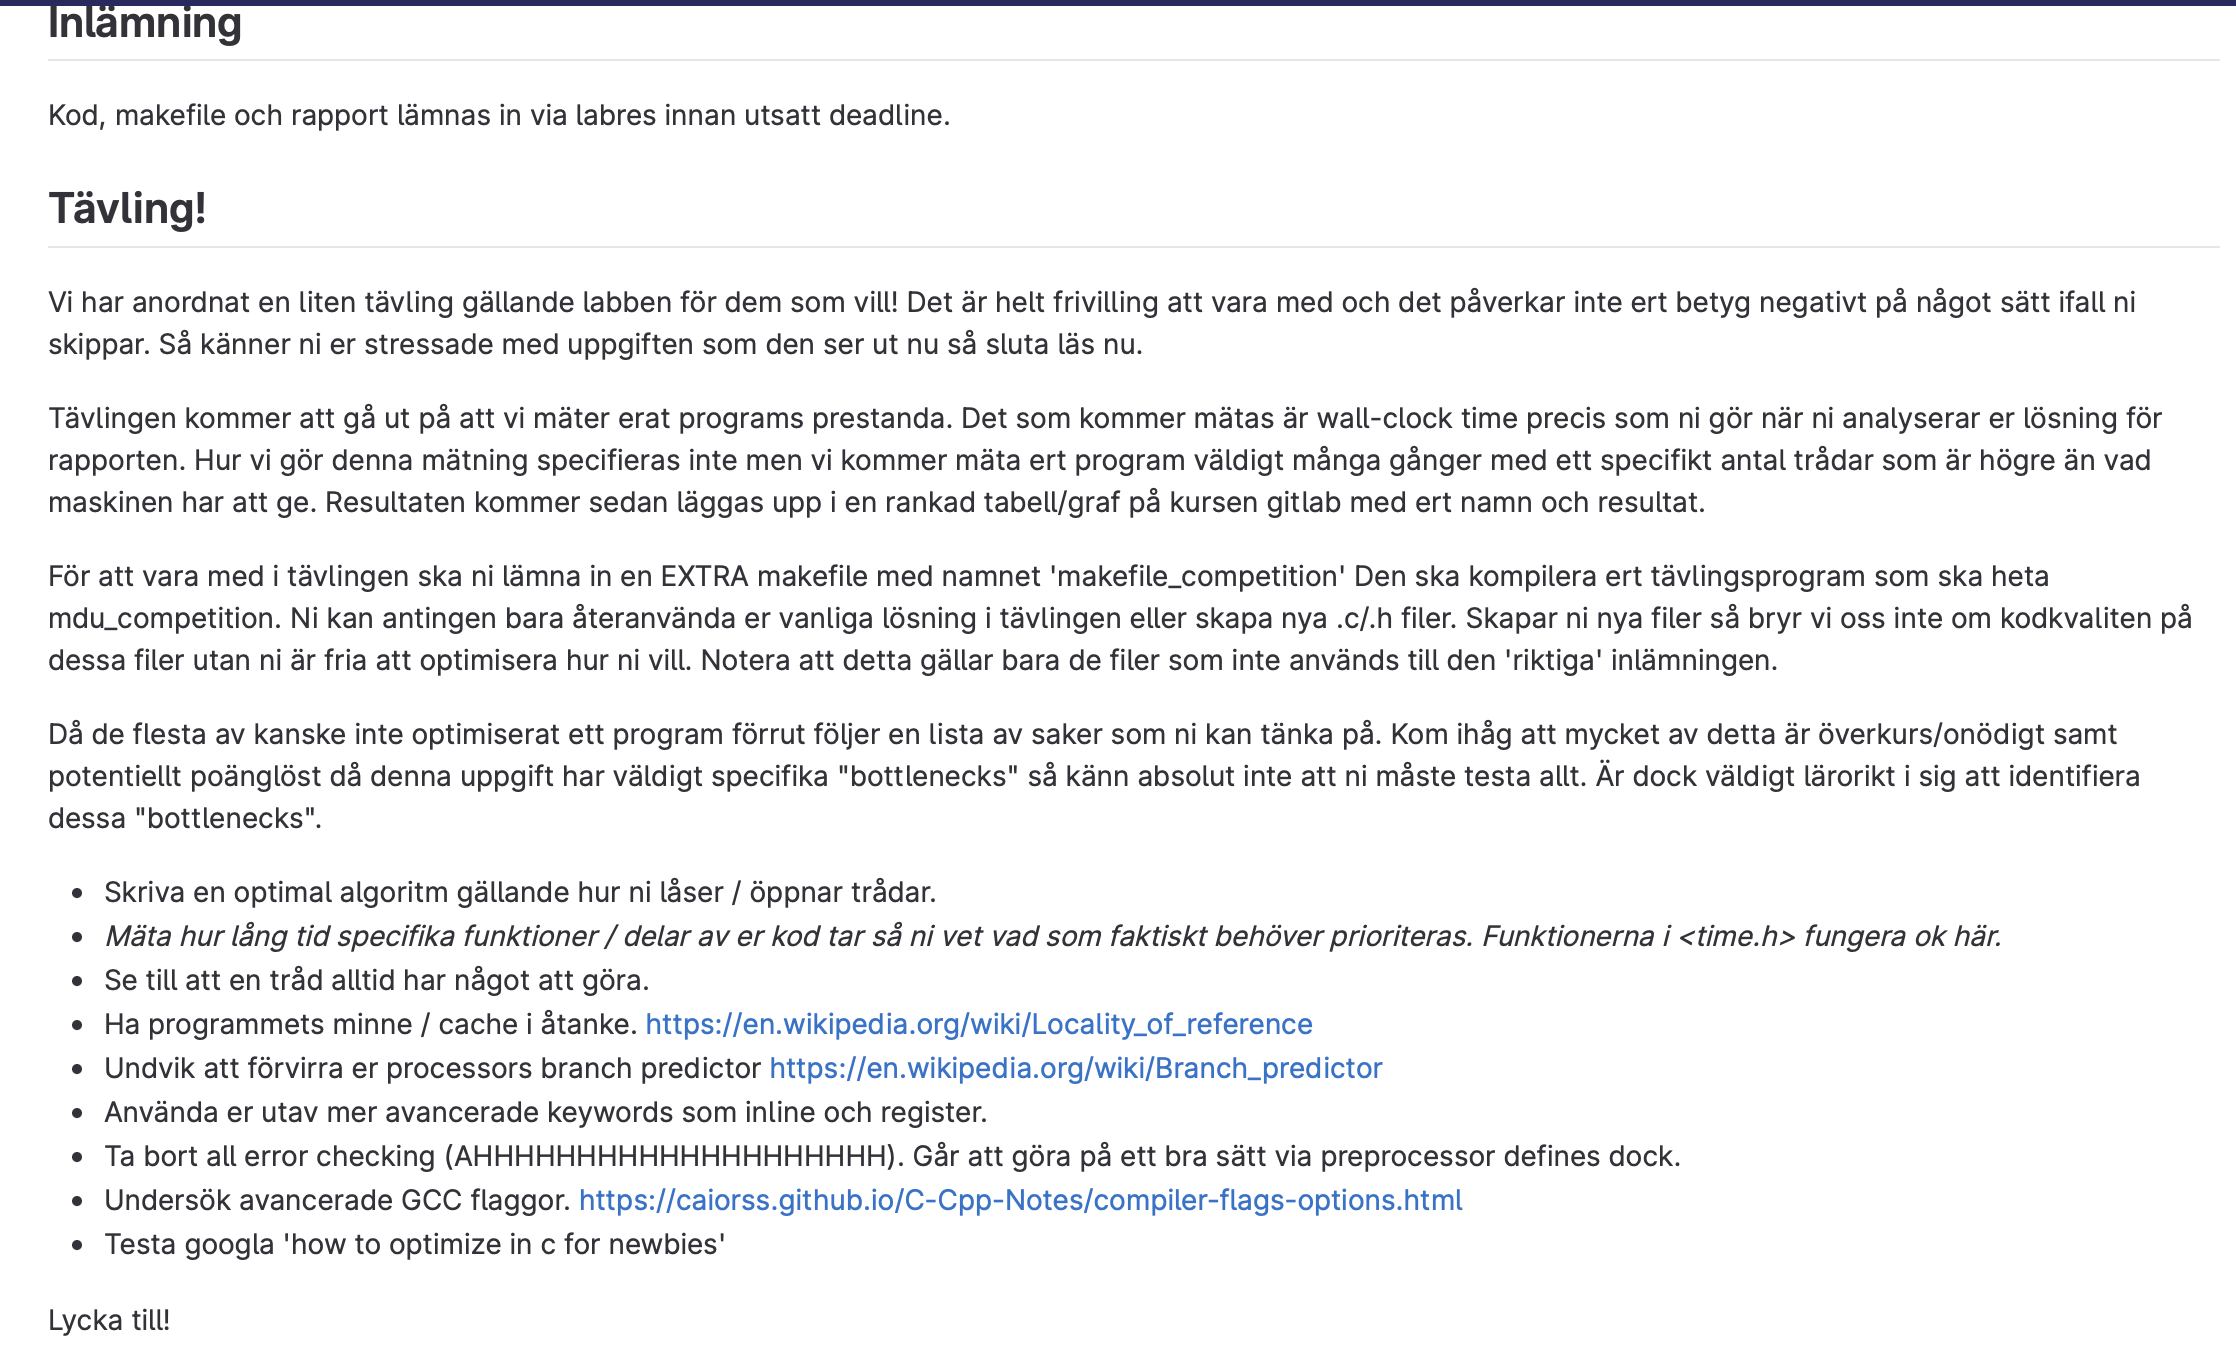 Inlämning
Kod, makefile och rapport lämnas in via labres innan utsatt deadline.
Tävling!
Vi har anordnat en liten tävling gällande labben för dem som vill! Det är helt frivilling att vara med och det påverkar inte ert betyg negativt på något sätt ifall ni
skippar. Så känner ni er stressade med uppgiften som den ser ut nu så sluta läs nu.
Tävlingen kommer att gå ut på att vi mäter erat programs prestanda. Det som kommer mätas är wall-clock time precis som ni gör när ni analyserar er lösning för
rapporten. Hur vi gör denna mätning specifieras inte men vi kommer mäta ert program väldigt många gånger med ett specifikt antal trådar som är högre än vad
maskinen har att ge. Resultaten kommer sedan läggas upp i en rankad tabell/graf på kursen gitlab med ert namn och resultat.
För att vara med i tävlingen ska ni lämna in en EXTRA makefile med namnet 'makefile_competition' Den ska kompilera ert tävlingsprogram som ska heta
mdu_competition. Ni kan antingen bara återanvända er vanliga lösning i tävlingen eller skapa nya .c/.h filer. Skapar ni nya filer så bryr vi oss inte om kodkvaliten på
dessa filer utan ni är fria att optimisera hur ni vill. Notera att detta gällar bara de filer som inte används till den 'riktiga' inlämningen.
Då de flesta av kanske inte optimiserat ett program förrut följer en lista av saker som ni kan tänka på. Kom ihåg att mycket av detta är överkurs/onödigt samt
potentiellt poänglöst då denna uppgift har väldigt specifika "bottlenecks" så känn absolut inte att ni måste testa allt. Är dock väldigt lärorikt i sig att identifiera
dessa "bottlenecks".
• Skriva en optimal algoritm gällande hur ni låser / öppnar trådar.
• Mäta hur lång tid specifika funktioner / delar av er kod tar så ni vet vad som faktiskt behöver prioriteras. Funktionerna i <time.h> fungera ok här.
• Se till att en tråd alltid har något att göra.
• Ha programmets minne / cache i åtanke. https://en.wikipedia.org/wiki/Locality_of_reference
• Undvik att förvirra er processors branch predictor https://en.wikipedia.org/wiki/Branch_predictor
• Använda er utav mer avancerade keywords som inline och register.
• Ta bort all error checking (AHHHHHHHHHHHHHHHHHHHH). Går att göra på ett bra sätt via preprocessor defines dock.
• Undersök avancerade GCC flaggor. https://caiorss.github.io/C-Cpp-Notes/compiler-flags-options.html
• Testa googla 'how to optimize in c for newbies'
Lycka till!